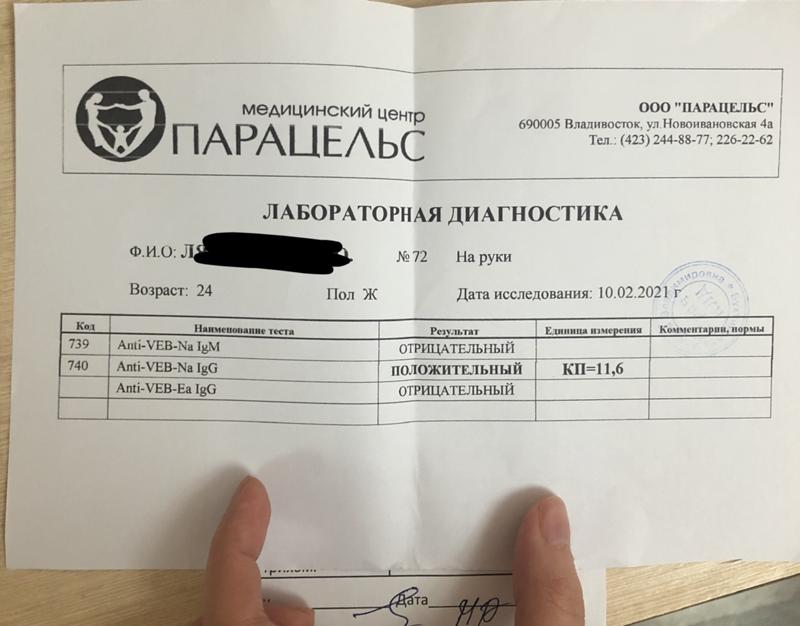 медицинский центр
ПАРАЦЕЛЬС
ООО "ПАРАЦЕЛЬС"
690005 Владивосток, ул.Новоивановская 4а
Тел.: (423) 244-88-77; 226-22-62
ЛАБОРАТОРНАЯ ДИАГНОСТИКА
Ф.И.О: №72 На руки
Возраст: 24 Пол Ж Дата исследования: 10.02.2021 г
Код Наименование теста Результат Единица измерения Комментарии, нормы
739 Anti-VEB-Na IgM ОТРИЦАТЕЛЬНЫЙ
740 Anti-VEB-Na IgG ПОЛОЖИТЕЛЬНЫЙ КП=11,6
Anti-VEB-Ea IgG ОТРИЦАТЕЛЬНЫЙ
Дата